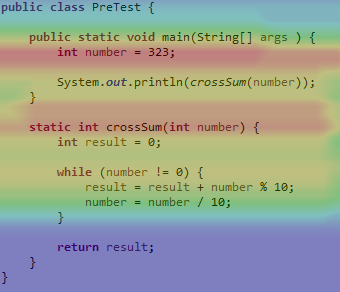 public class PreTest {
public static void main(String[] args ) {
int number = 323;
System.out.println(crossSum(number));
}
static int crossSum(int number) {
int result = 0;
while (number != 0) {
result = result + number % 10;
number = number / 10;
}
return result;
}
}